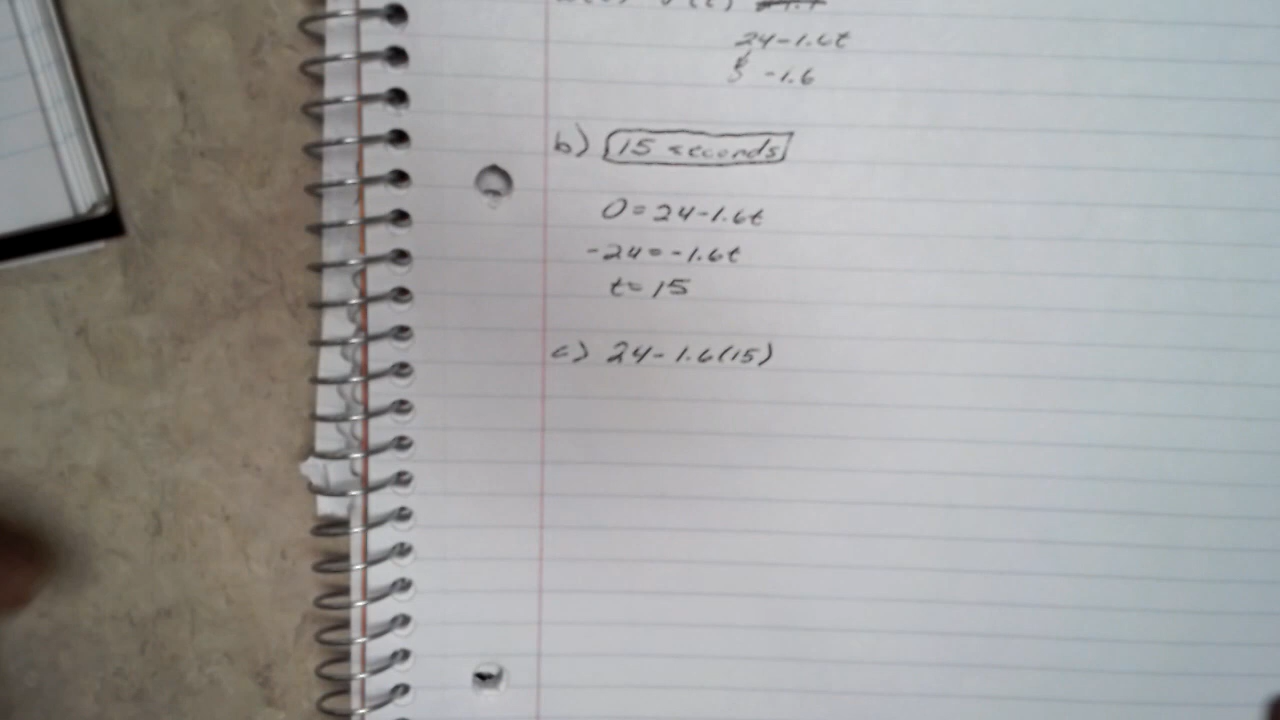 24-1.6t
-1.6
b) 15 seconds
0=24-1.6t
-24=-1.6t
t=15
c) 24-1.6(15)